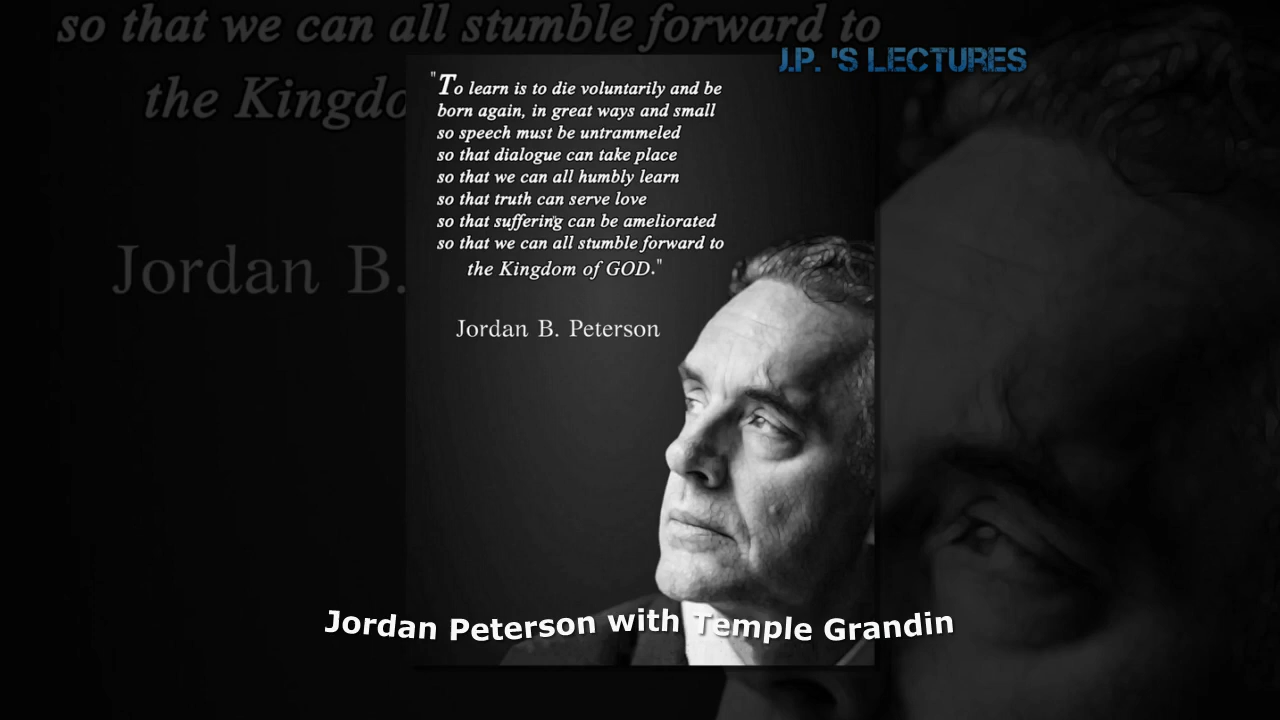 so that we can all stumble forward to
the Kingdo
Jordan B.
J.P. 'S LECTURES
"To learn is to die voluntarily and be
born again, in great ways and small
so speech must be untrammeled
so that dialogue can take place
so that we can all humbly learn
so that truth can serve love
so that suffering can be ameliorated
so that we can all stumble forward to
the Kingdom of GOD."
Jordan B. Peterson
Jordan Peterson with Temple Grandin